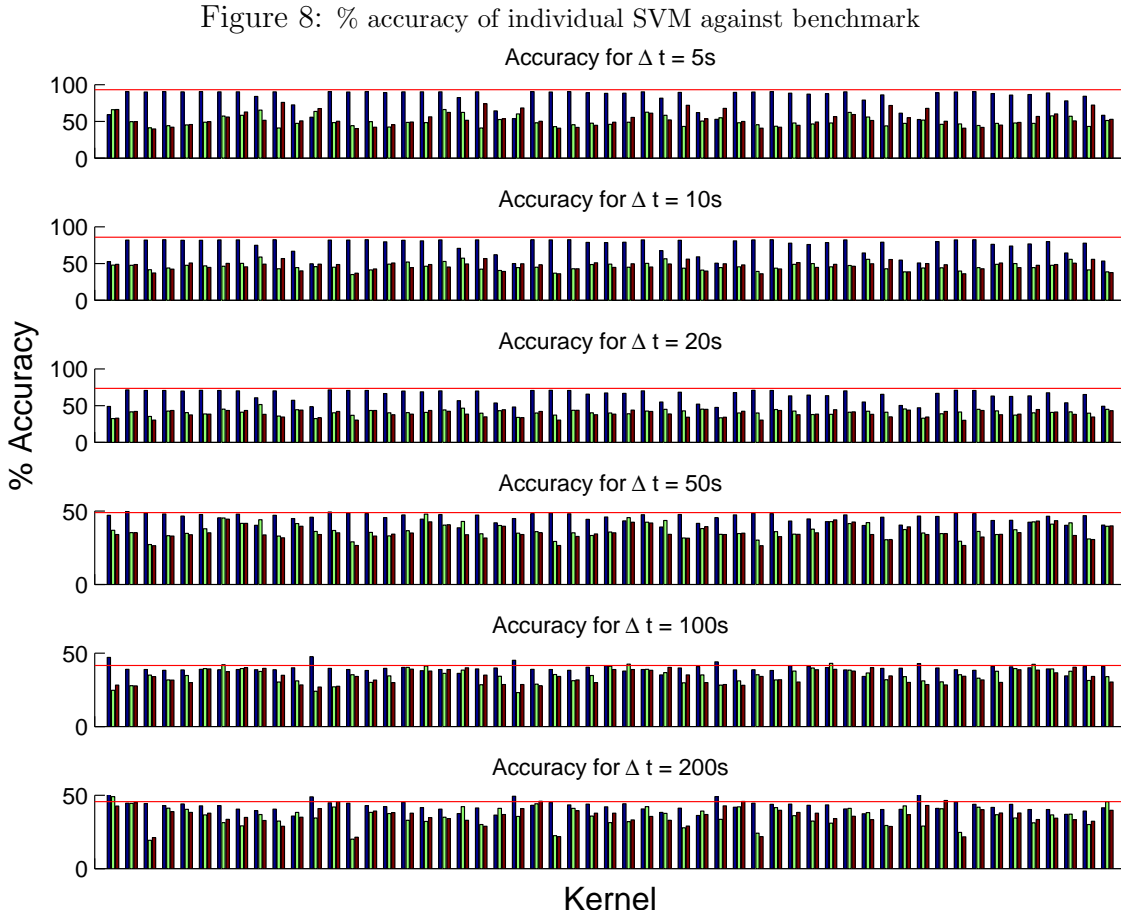 Figure 8: % accuracy of individual SVM against benchmark
Accuracy for Δ t = 5s
100
50
0
Accuracy for Δ t = 10s
100
50
0
Accuracy for Δ t = 20s
100
50
0
% Accuracy
Accuracy for Δ t = 50s
50
0
Accuracy for Δ t = 100s
50
0
Accuracy for Δ t = 200s
50
0
Kernel